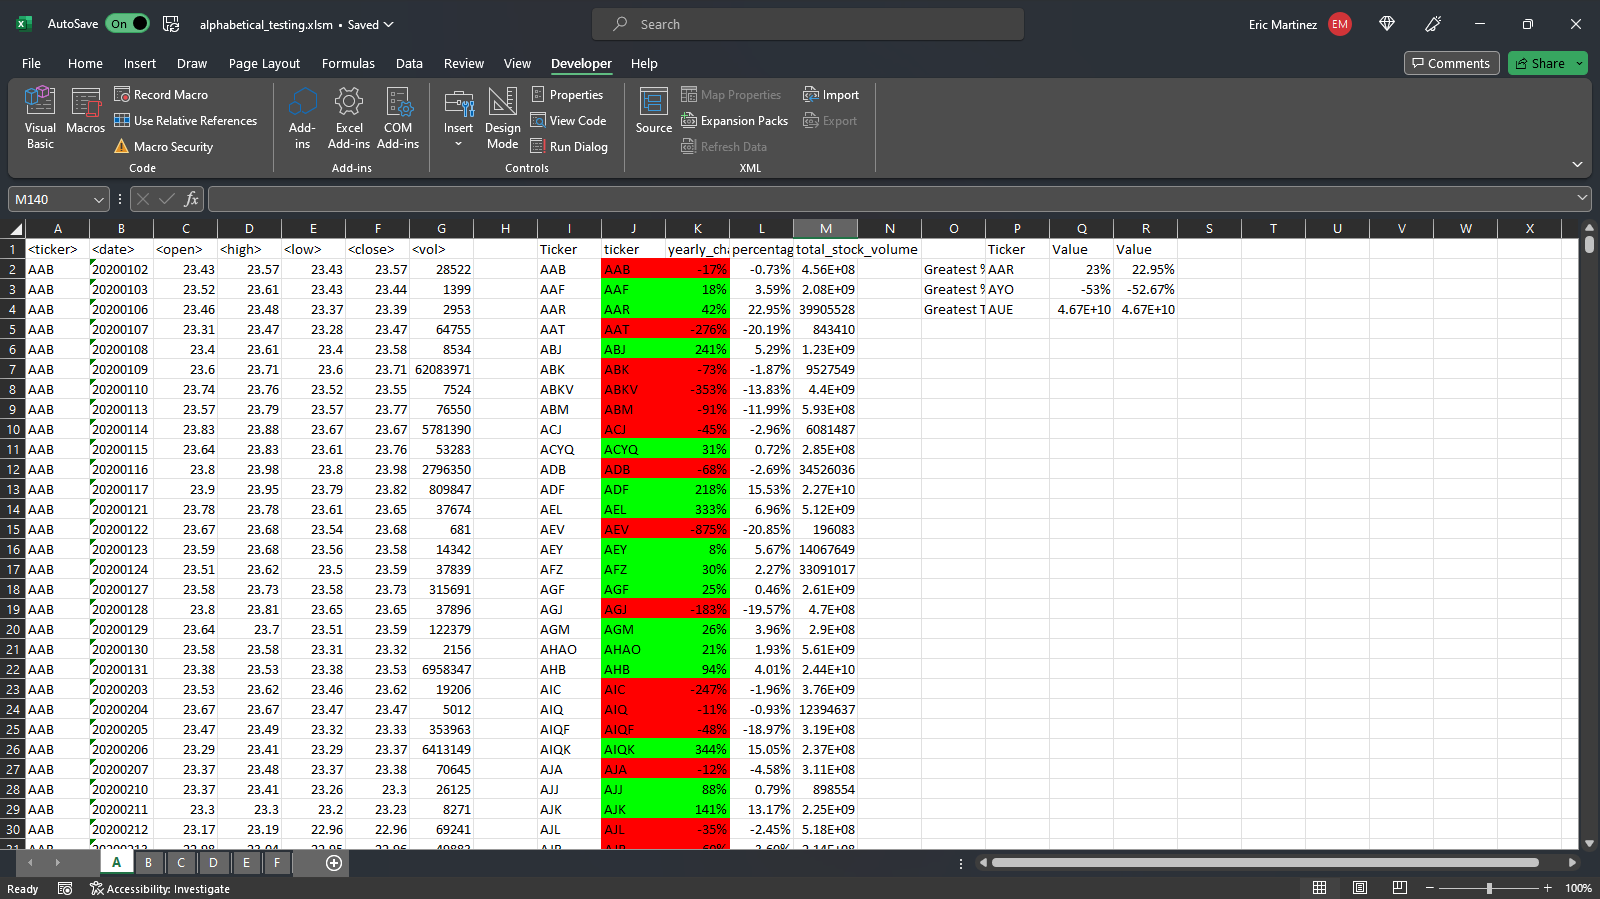 AutoSave On alphabetical_testing.xlsm • Saved Search Eric Martinez EM
File Home Insert Draw Page Layout Formulas Data Review View Developer Help Comments Share
Visual Basic Macros Record Macro Use Relative References Macro Security Code
Add-ins Excel Add-ins COM Add-ins Add-ins
Insert Design Mode Properties View Code Run Dialog Controls
Source Map Properties Expansion Packs Refresh Data Import Export XML
M140 fx
A B C D E F G H I J K L M N O P Q R S T U V W X
1 <ticker> <date> <open> <high> <low> <close> <vol> Ticker ticker yearly_cha percentag total_stock_volume Ticker Value Value
2 AAB 20200102 23.43 23.57 23.43 23.57 28522 AAB AAB -17% -0.73% 4.56E+08 Greatest % AAR 23% 22.95%
3 AAB 20200103 23.52 23.61 23.43 23.44 1399 AAF AAF 18% 3.59% 2.08E+09 Greatest % AYO -53% -52.67%
4 AAB 20200106 23.46 23.48 23.37 23.39 2953 AAR AAR 42% 22.95% 39905528 Greatest T AUE 4.67E+10 4.67E+10
5 AAB 20200107 23.31 23.47 23.28 23.47 64755 AAT AAT -276% -20.19% 843410
6 AAB 20200108 23.4 23.61 23.4 23.58 8534 ABJ ABJ 241% 5.29% 1.23E+09
7 AAB 20200109 23.6 23.71 23.6 23.71 62083971 ABK ABK -73% -1.87% 9527549
8 AAB 20200110 23.74 23.76 23.52 23.55 7524 ABKV ABKV -353% -13.83% 4.4E+09
9 AAB 20200113 23.57 23.79 23.57 23.77 76550 ABM ABM -91% -11.99% 5.93E+08
10 AAB 20200114 23.83 23.88 23.67 23.67 5781390 ACJ ACJ -45% -2.96% 6081487
11 AAB 20200115 23.64 23.83 23.61 23.76 53283 ACYQ ACYQ 31% 0.72% 2.85E+08
12 AAB 20200116 23.8 23.98 23.8 23.98 2796350 ADB ADB -68% -2.69% 34526036
13 AAB 20200117 23.9 23.95 23.79 23.82 809847 ADF ADF 218% 15.53% 2.27E+10
14 AAB 20200121 23.78 23.78 23.61 23.65 37674 AEL AEL 333% 6.96% 5.12E+09
15 AAB 20200122 23.67 23.68 23.54 23.68 681 AEV AEV -875% -20.85% 196083
16 AAB 20200123 23.59 23.68 23.56 23.58 14342 AEY AEY 8% 5.67% 14067649
17 AAB 20200124 23.51 23.62 23.5 23.59 37839 AFZ AFZ 30% 2.27% 33091017
18 AAB 20200127 23.58 23.73 23.58 23.73 315691 AGF AGF 25% 0.46% 2.61E+09
19 AAB 20200128 23.8 23.81 23.65 23.65 37896 AGJ AGJ -183% -19.57% 4.7E+08
20 AAB 20200129 23.64 23.7 23.51 23.59 122379 AGM AGM 26% 3.96% 2.9E+08
21 AAB 20200130 23.58 23.58 23.31 23.32 2156 AHAO AHAO 21% 1.93% 5.61E+09
22 AAB 20200131 23.38 23.53 23.38 23.53 6958347 AHB AHB 94% 4.01% 2.44E+10
23 AAB 20200203 23.53 23.62 23.46 23.62 19206 AIC AIC -247% -1.96% 3.76E+09
24 AAB 20200204 23.67 23.67 23.47 23.47 5012 AIQ AIQ -11% -0.93% 12394637
25 AAB 20200205 23.47 23.49 23.32 23.33 353963 AIQF AIQF -48% -18.97% 3.19E+08
26 AAB 20200206 23.29 23.41 23.29 23.37 6413149 AIQK AIQK 344% 15.05% 2.37E+08
27 AAB 20200207 23.37 23.48 23.37 23.38 70645 AJA AJA -12% -4.58% 3.11E+08
28 AAB 20200210 23.37 23.41 23.26 23.3 26125 AJJ AJJ 88% 0.79% 898554
29 AAB 20200211 23.3 23.3 23.2 23.23 8271 AJK AJK 141% 13.17% 2.25E+09
30 AAB 20200212 23.17 23.19 22.96 22.96 69241 AJL AJL -35% -2.45% 5.18E+08
A B C D E F
Ready Accessibility: Investigate 100%